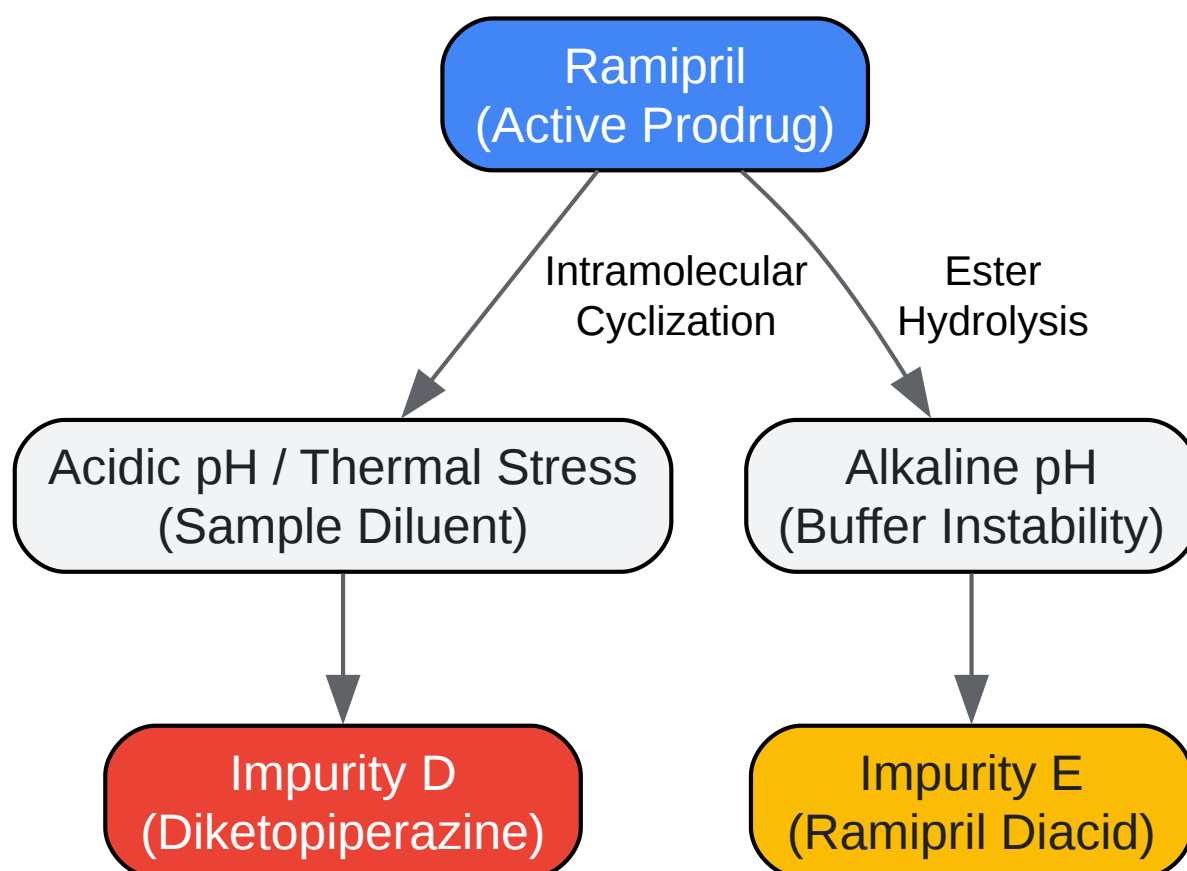 Ramipril
(Active Prodrug)
Intramolecular
Cyclization
Ester
Hydrolysis
Acidic pH / Thermal Stress
(Sample Diluent)
Alkaline pH
(Buffer Instability)
Impurity D
(Diketopiperazine)
Impurity E
(Ramipril Diacid)